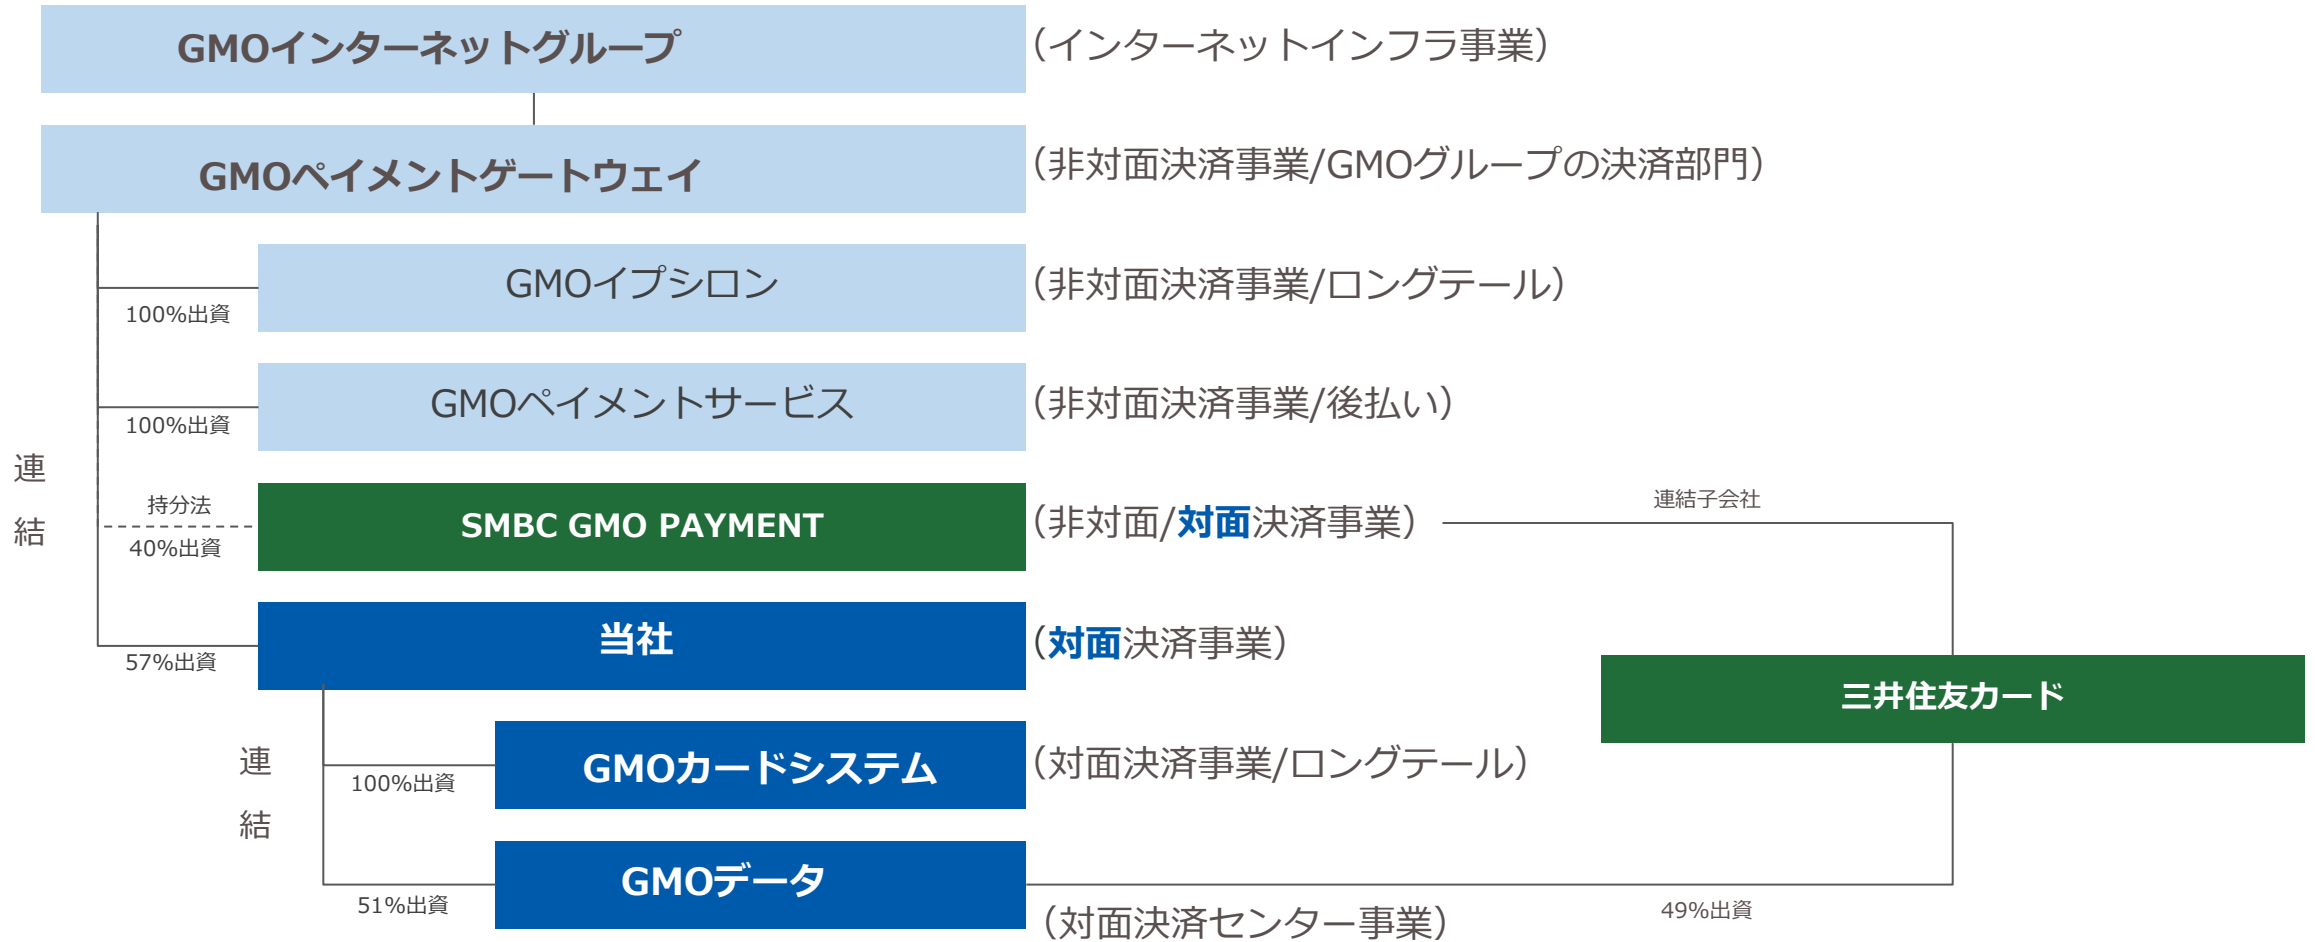 GMOインターネットグループ
（インターネットインフラ事業）
GMOペイメントゲートウェイ
（非対面決済事業/GMOグループの決済部門）
GMOイプシロン
（非対面決済事業/ロングテール）
100%出資
GMOペイメントサービス
（非対面決済事業/後払い）
100%出資
連
結
持分法
40%出資
SMBC GMO PAYMENT
（非対面/対面決済事業）
連結子会社
当社
（対面決済事業）
57%出資
三井住友カード
連
結
GMOカードシステム
（対面決済事業/ロングテール）
100%出資
GMOデータ
51%出資
（対面決済センター事業）
49%出資